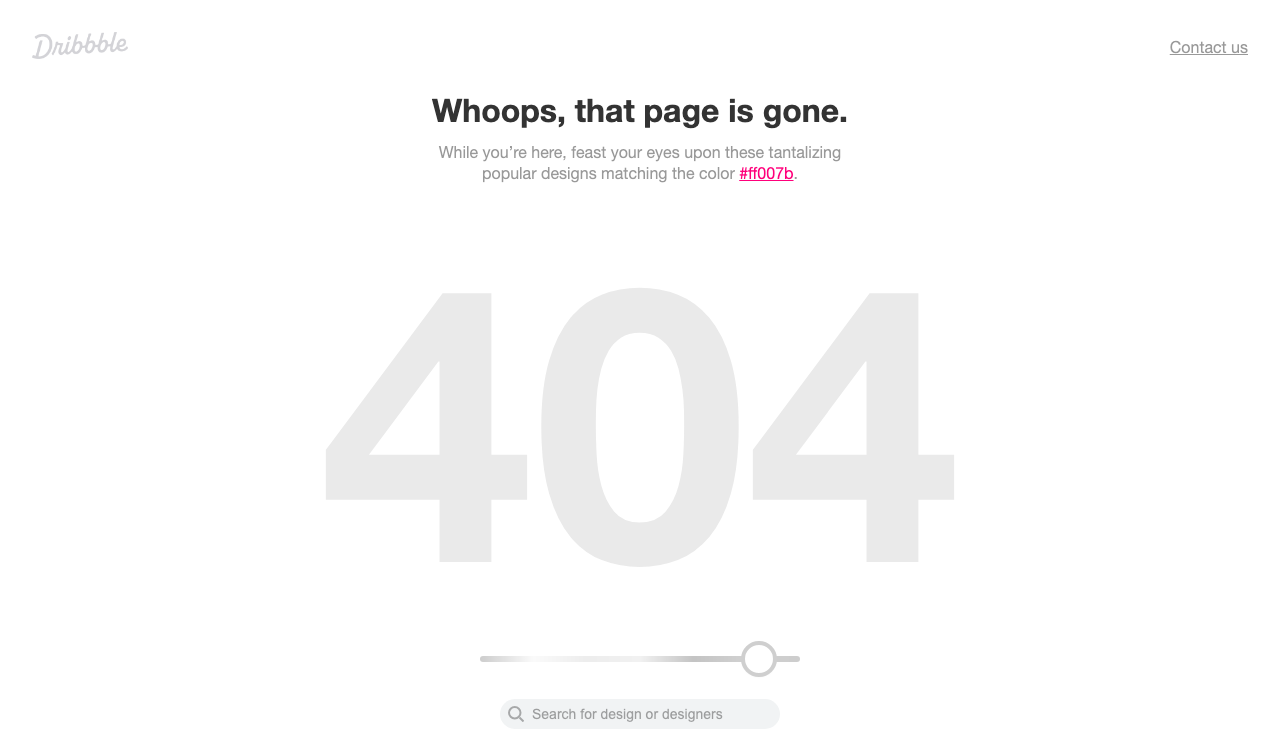 Dribbble
Contact us
Whoops, that page is gone.
While you’re here, feast your eyes upon these tantalizing
popular designs matching the color #ff007b.
404
Search for design or designers